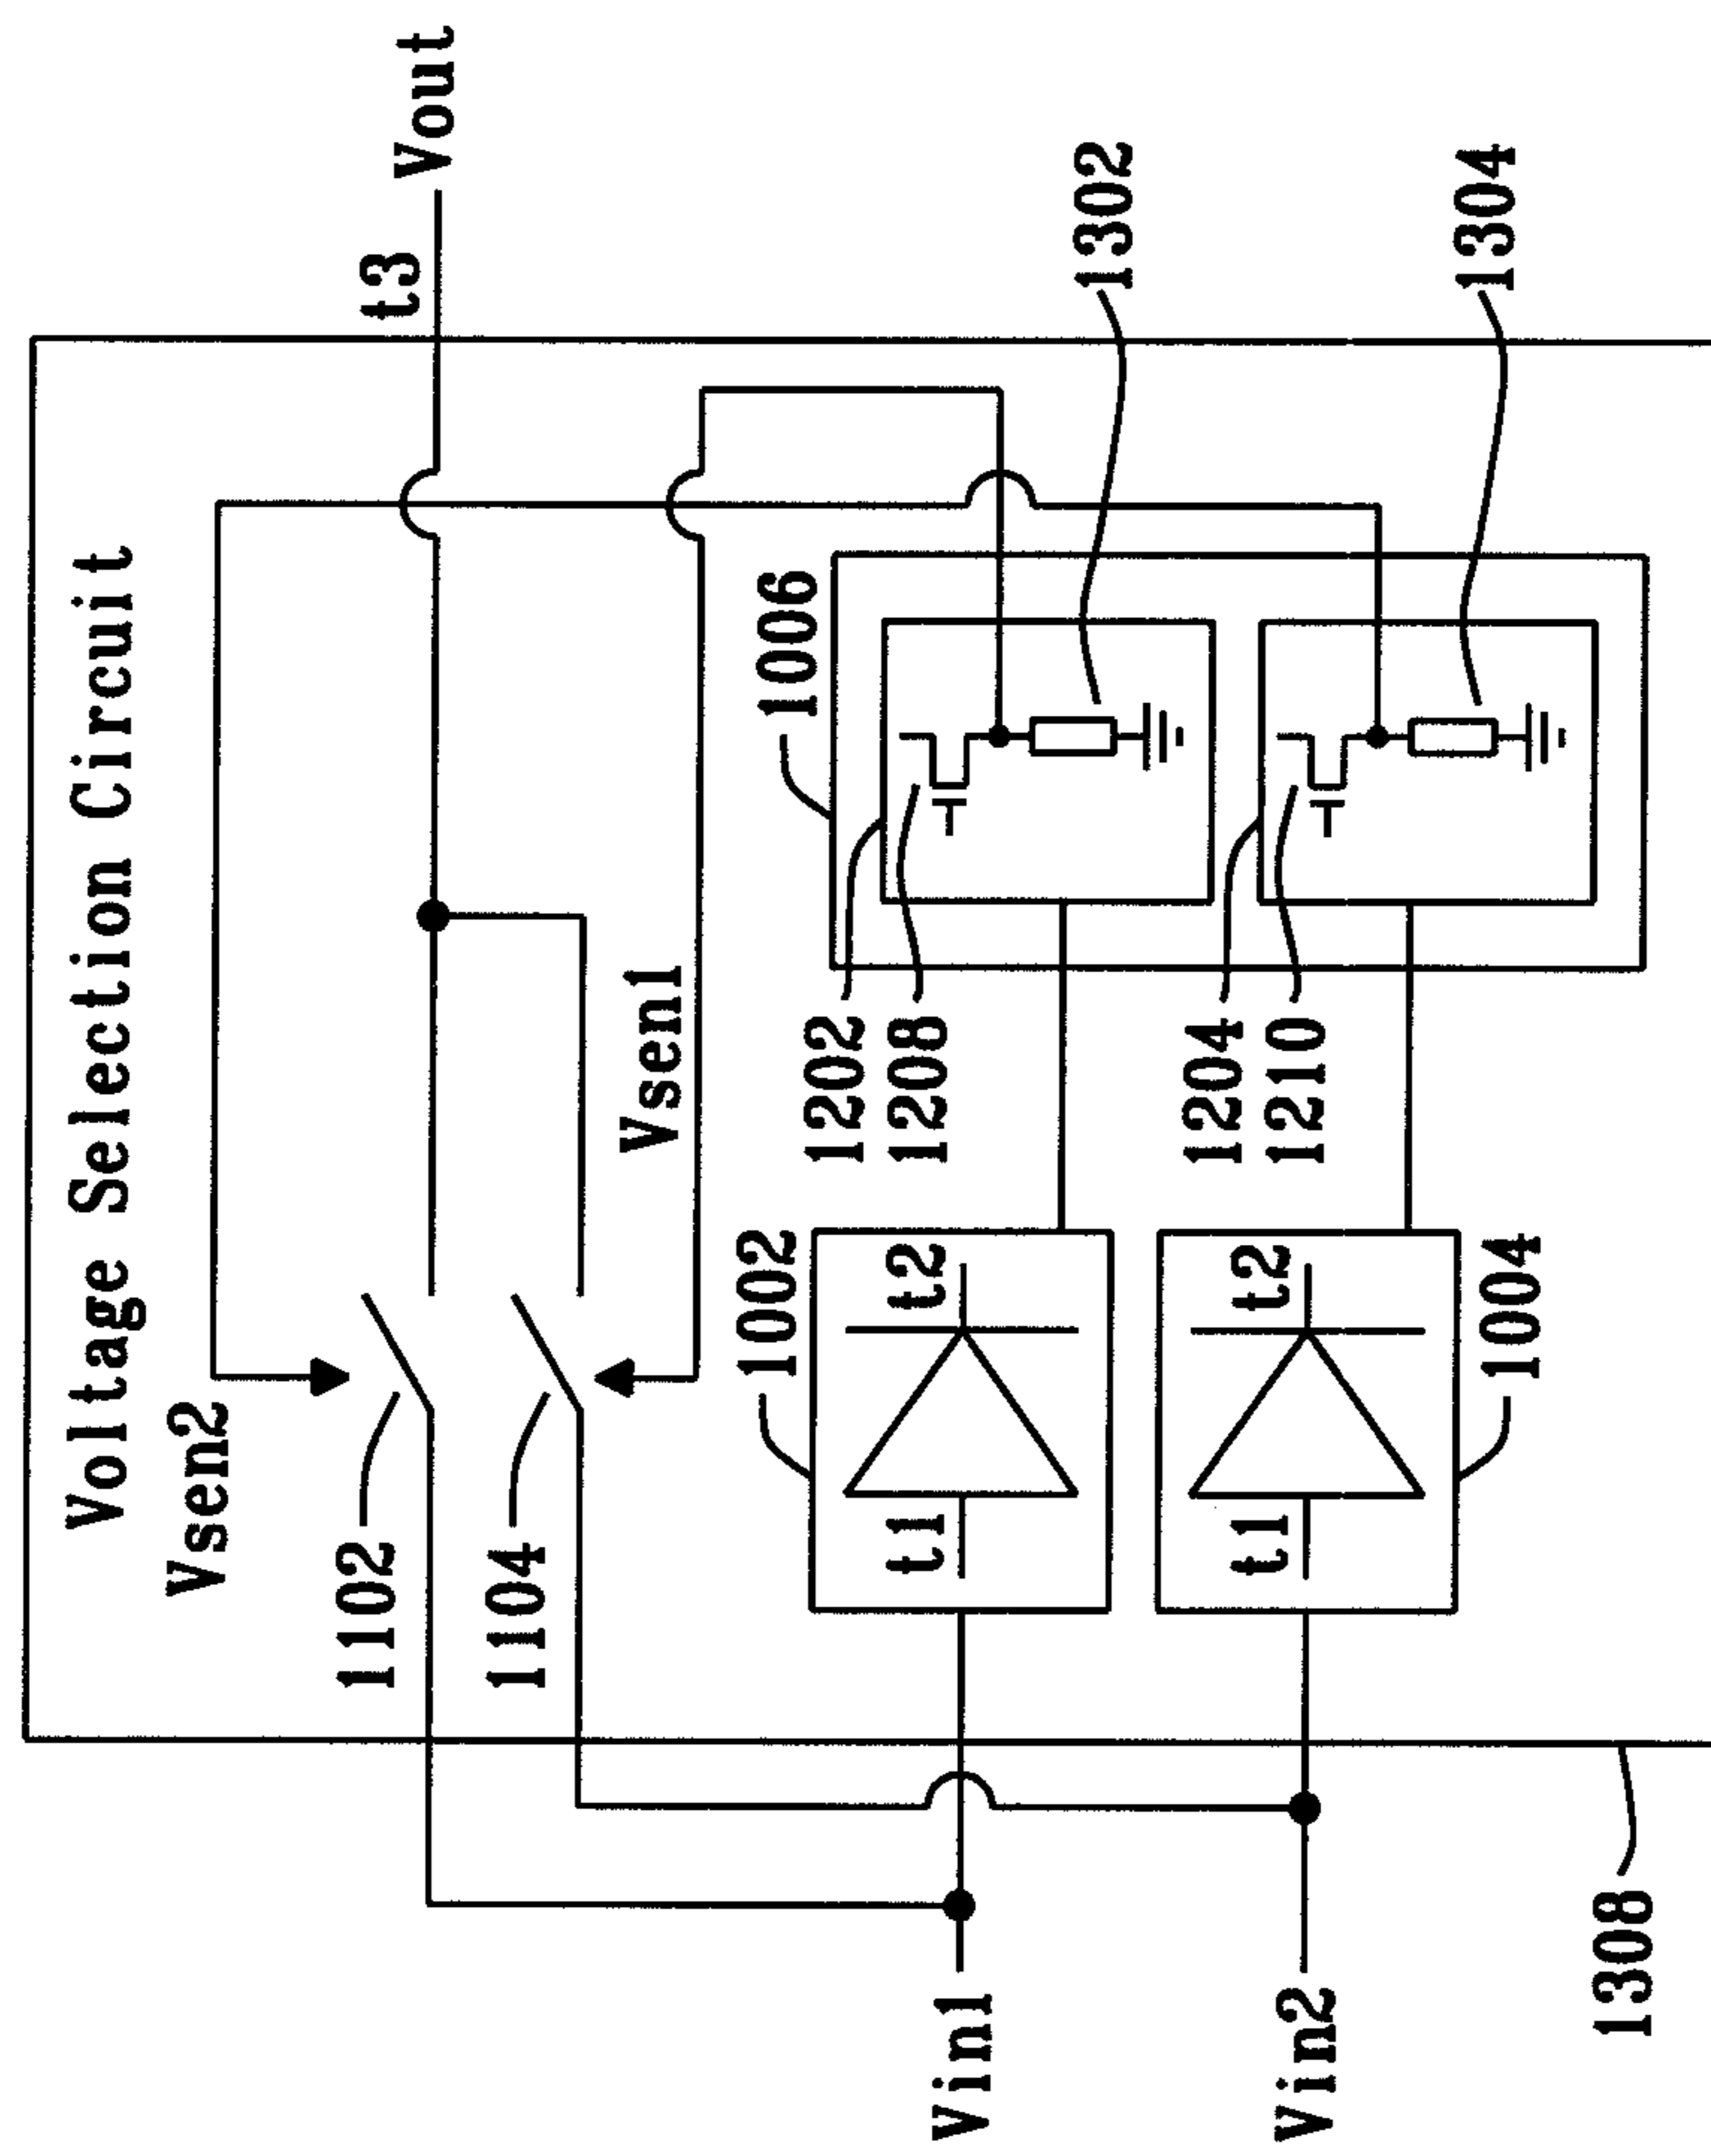 Voltage Selection Circuit
Vsen2
t3
Vout
1102
1104
Vsen1
1002
1006
t1
t2
1202
1208
1302
Vin1
t1
t2
1204
1210
1304
Vin2
1004
1308